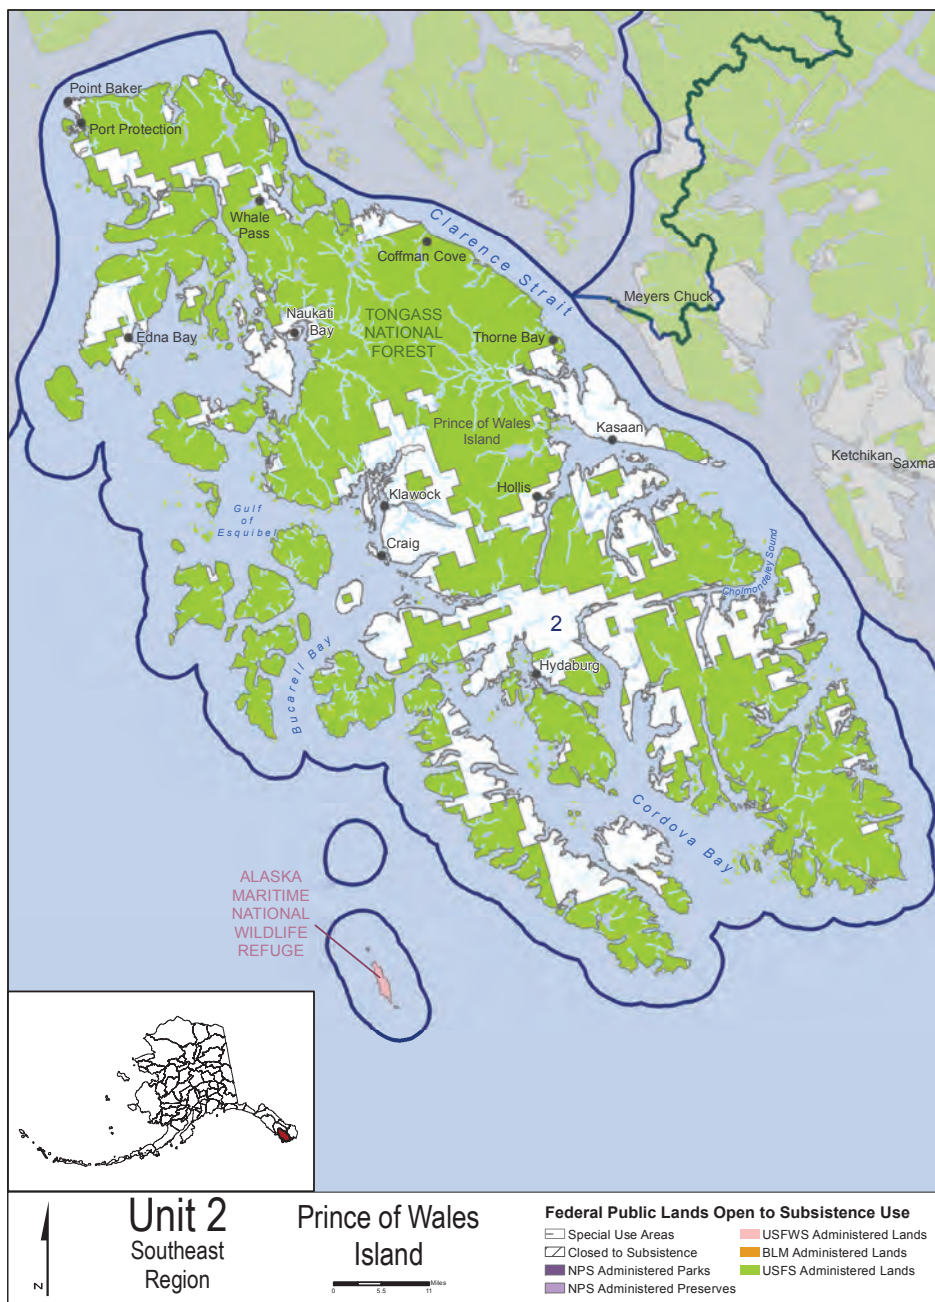 Point Baker
Port Protection
Whale
Pass
Clarence Strait
Coffman Cove
Meyers Chuck
Naukati
Bay
TONGASS
NATIONAL
FOREST
Edna Bay
Thorne Bay
Prince of Wales
Island
Kasaan
Ketchikan
Saxma
Klawock
Hollis
Gulf
of
Esquibel
Craig
Cholmondeley Sound
2
Bucarell Bay
Hydaburg
Cordova Bay
ALASKA
MARITIME
NATIONAL
WILDLIFE
REFUGE
N
Unit 2
Southeast
Region
Prince of Wales
Island
Miles
0 5.5 11
Federal Public Lands Open to Subsistence Use
Special Use Areas
Closed to Subsistence
NPS Administered Parks
NPS Administered Preserves
USFWS Administered Lands
BLM Administered Lands
USFS Administered Lands